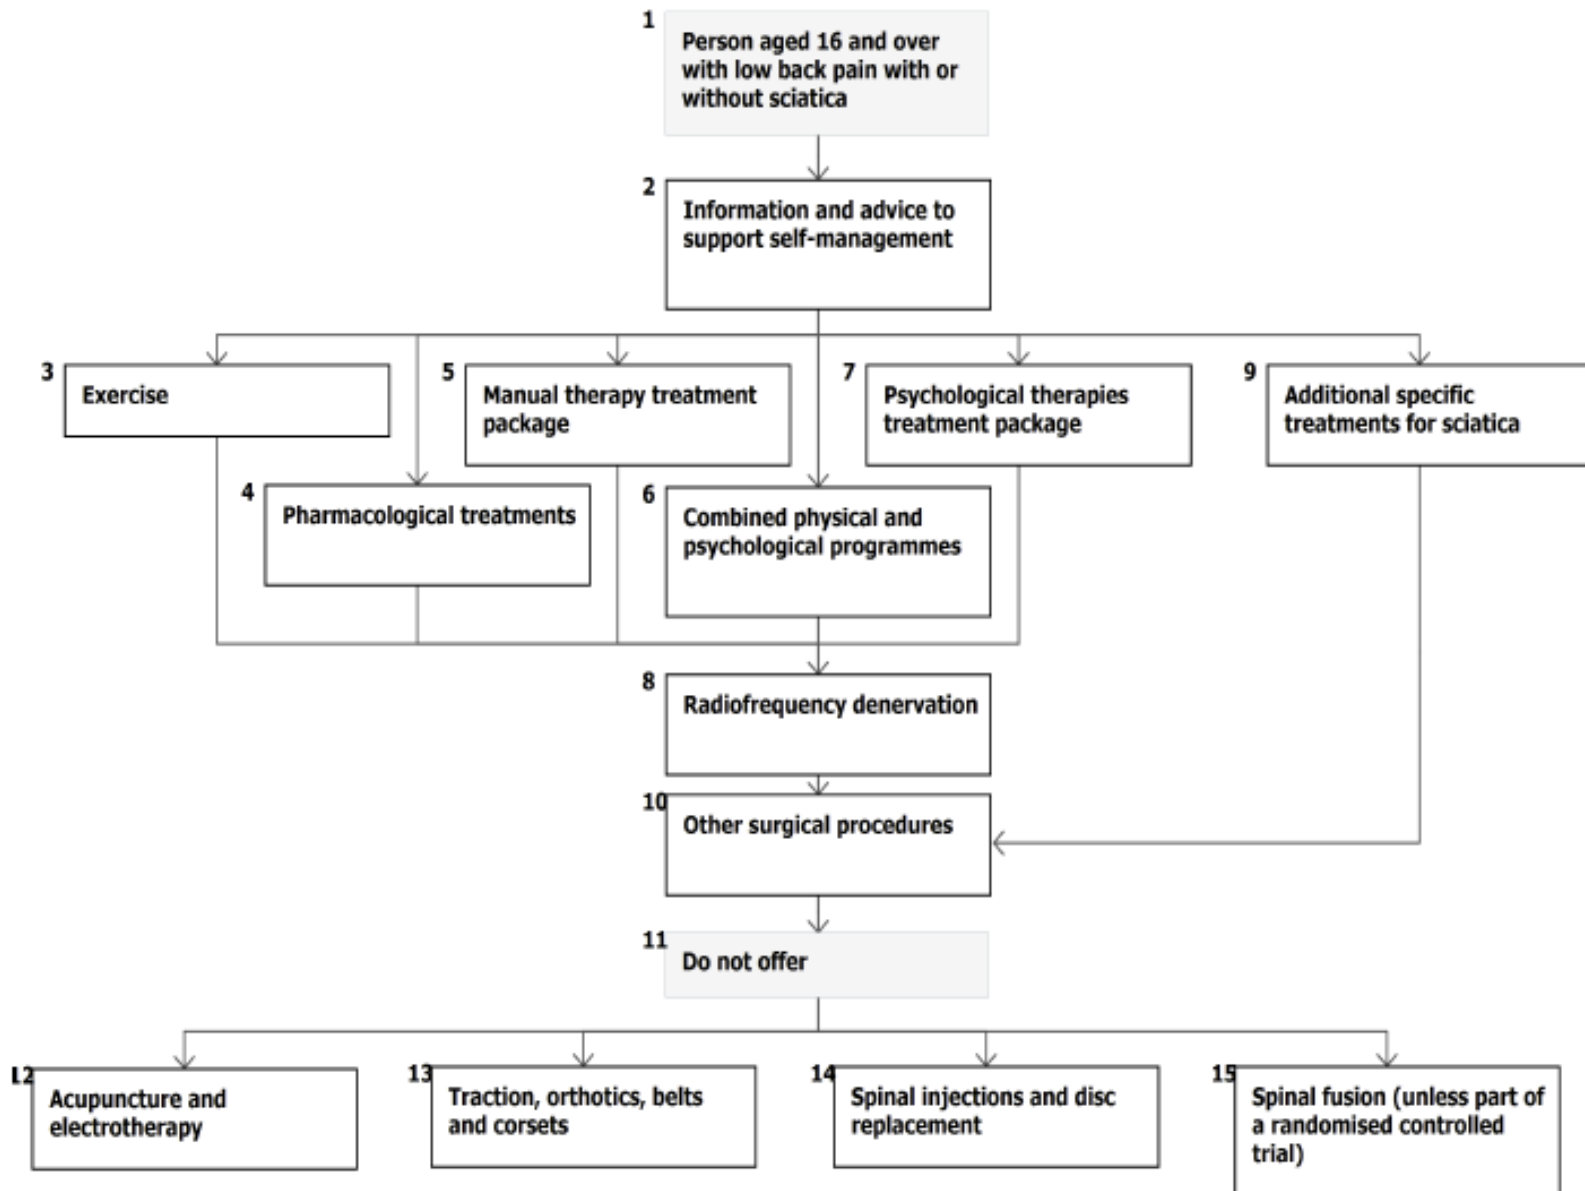 1
Person aged 16 and over
with low back pain with or
without sciatica
2
Information and advice to
support self-management
3
Exercise
5
Manual therapy treatment
package
7
Psychological therapies
treatment package
9
Additional specific
treatments for sciatica
4
Pharmacological treatments
6
Combined physical and
psychological programmes
8
Radiofrequency denervation
10
Other surgical procedures
11
Do not offer
12
Acupuncture and
electrotherapy
13
Traction, orthotics, belts
and corsets
14
Spinal injections and disc
replacement
15
Spinal fusion (unless part of
a randomised controlled
trial)